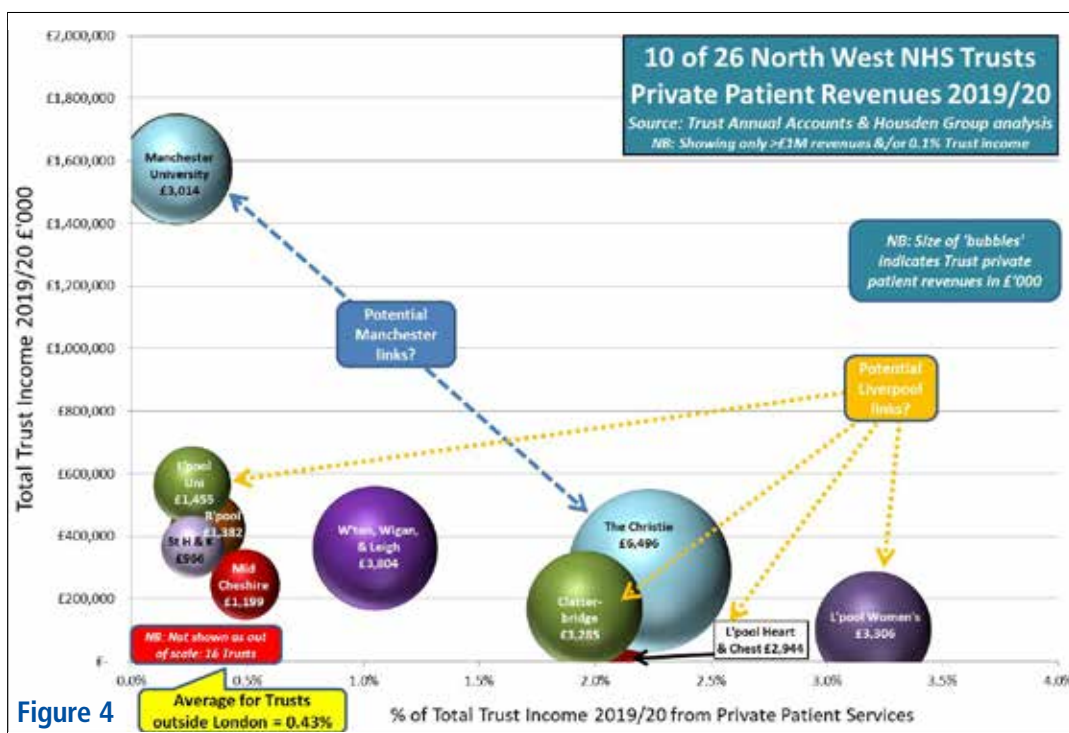 £2,000,000
£1,800,000
£1,600,000
£1,400,000
£1,200,000
£1,000,000
£800,000
£600,000
£400,000
£200,000
£-
Total Trust Income 2019/20 £'000
10 of 26 North West NHS Trusts
Private Patient Revenues 2019/20
Source: Trust Annual Accounts & Housden Group analysis
NB: Showing only >£1M revenues &/or 0.1% Trust income
Manchester
University
£3,014
NB: Size of 'bubbles'
indicates Trust private
patient revenues in £'000
Potential
Manchester
links?
Potential
Liverpool
links?
L'pool
Uni
£1,455
B'pool
£1,382
St H & K
£966
Mid
Cheshire
£1,199
W'ton, Wigan,
& Leigh
£3,804
The Christie
£6,496
Clatter-
bridge
£3,285
L'pool Heart
& Chest £2,944
L'pool Women's
£3,306
NB: Not shown as out
of scale: 16 Trusts
0.0%
0.5%
1.0%
1.5%
2.0%
2.5%
3.0%
3.5%
4.0%
Average for Trusts
outside London = 0.43%
% of Total Trust Income 2019/20 from Private Patient Services
Figure 4